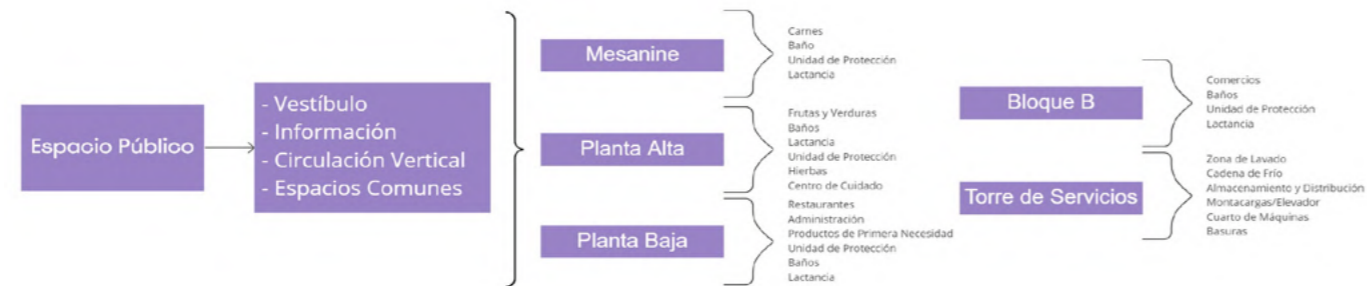 Espacio Público
- Vestíbulo
- Información
- Circulación Vertical
- Espacios Comunes
Mesanine
Carnes
Baño
Unidad de Protección
Lactancia
Planta Alta
Frutas y Verduras
Baños
Lactancia
Unidad de Protección
Hierbas
Centro de Cuidado
Planta Baja
Restaurantes
Administración
Productos de Primera Necesidad
Unidad de Protección
Baños
Lactancia
Bloque B
Comercios
Baños
Unidad de Protección
Lactancia
Torre de Servicios
Zona de Lavado
Cadena de Frío
Almacenamiento y Distribución
Montacargas/Elevador
Cuarto de Máquinas
Basuras